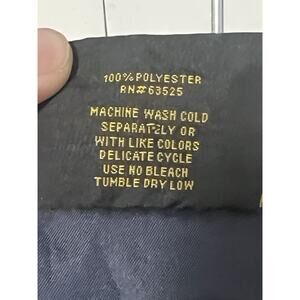 100% POLYESTER
RN#63525
MACHINE WASH COLD
SEPARATELY OR
WITH LIKE COLORS
DELICATE CYCLE
USE NO BLEACH
TUMBLE DRY LOW